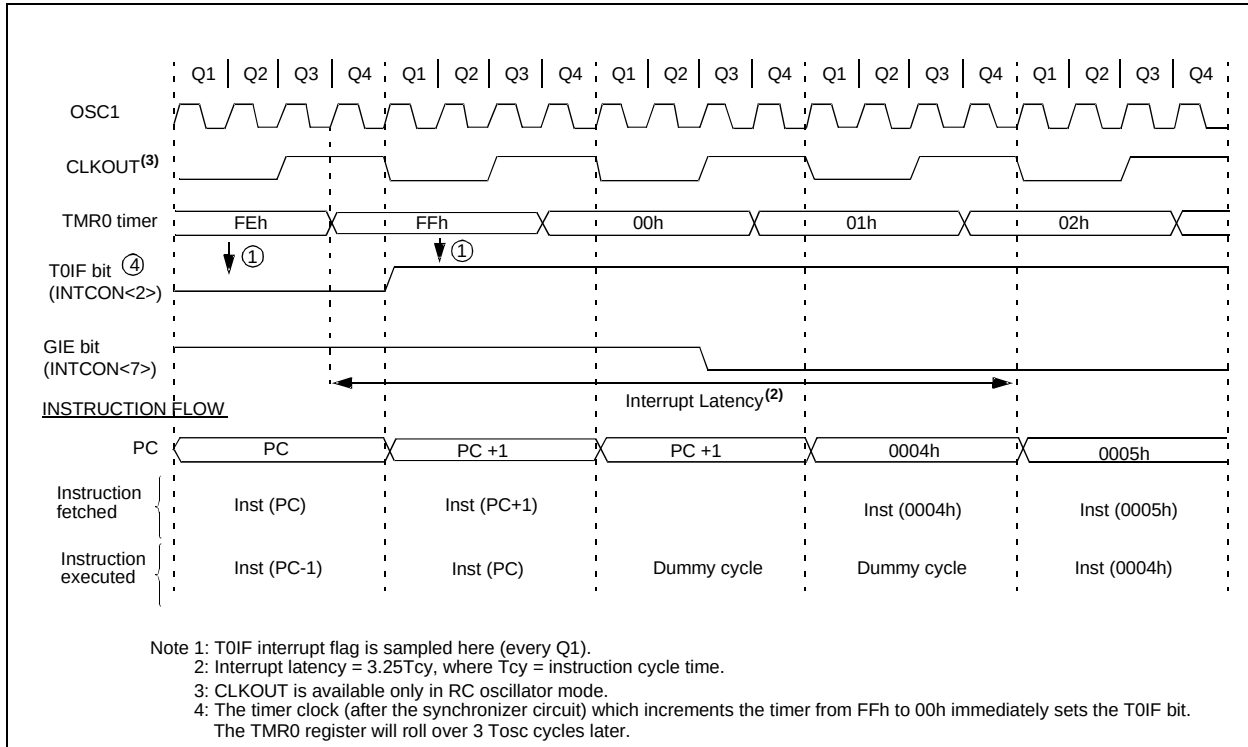 Q1 Q2 Q3 Q4 Q1 Q2 Q3 Q4 Q1 Q2 Q3 Q4 Q1 Q2 Q3 Q4 Q1 Q2 Q3 Q4
OSC1
CLKOUT(3)
TMR0 timer FEh FFh 00h 01h 02h
1 1
T0IF bit 4
(INTCON<2>)
GIE bit
(INTCON<7>)
Interrupt Latency(2)
INSTRUCTION FLOW
PC PC PC +1 PC +1 0004h 0005h
Instruction
fetched
Inst (PC) Inst (PC+1) Inst (0004h) Inst (0005h)
Instruction
executed
Inst (PC-1) Inst (PC) Dummy cycle Dummy cycle Inst (0004h)
Note 1: T0IF interrupt flag is sampled here (every Q1).
2: Interrupt latency = 3.25Tcy, where Tcy = instruction cycle time.
3: CLKOUT is available only in RC oscillator mode.
4: The timer clock (after the synchronizer circuit) which increments the timer from FFh to 00h immediately sets the T0IF bit.
The TMR0 register will roll over 3 Tosc cycles later.